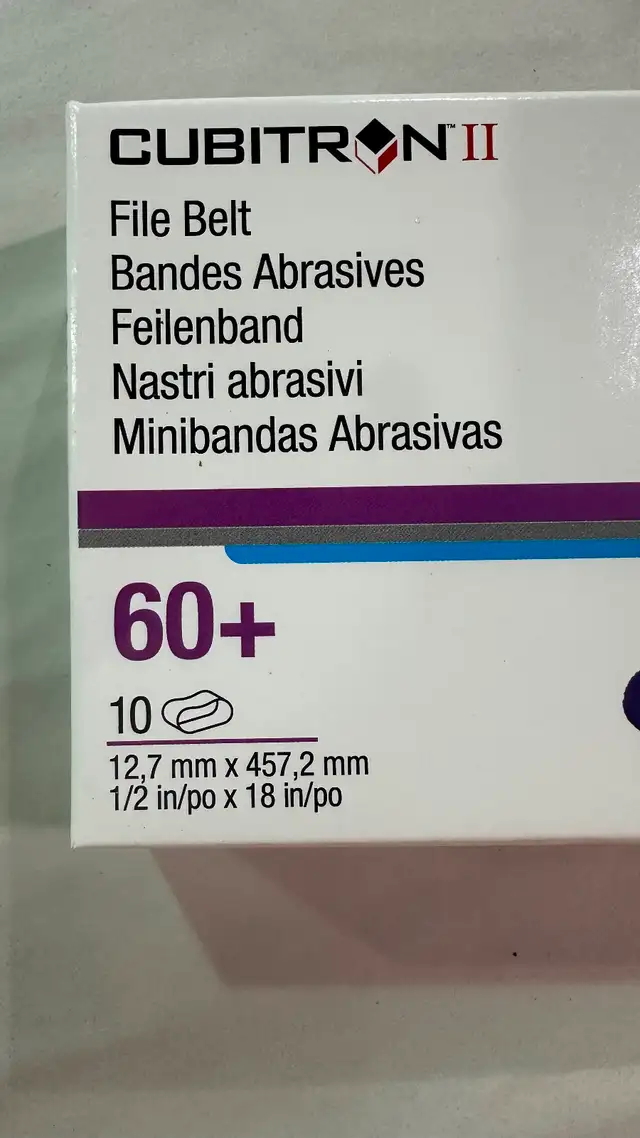 CUBITRON™ II
File Belt
Bandes Abrasives
Feilenband
Nastri abrasivi
Minibandas Abrasivas
60+
10
12,7 mm x 457,2 mm
1/2 in/po x 18 in/po